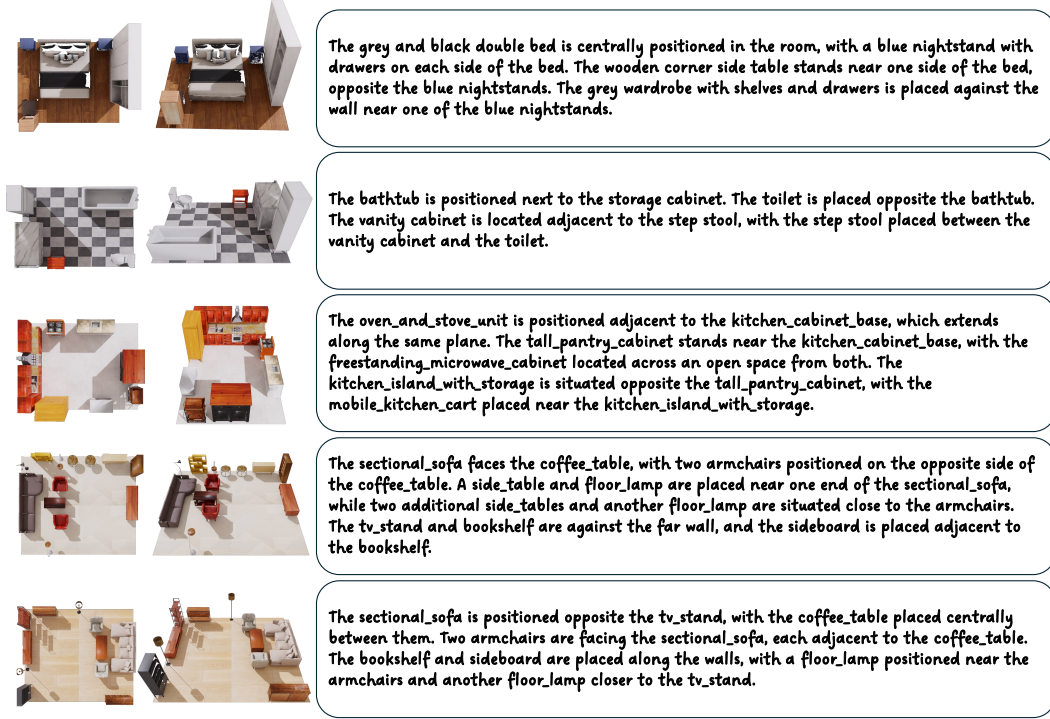 The grey and black double bed is centrally positioned in the room, with a blue nightstand with
drawers on each side of the bed. The wooden corner side table stands near one side of the bed,
opposite the blue nightstands. The grey wardrobe with shelves and drawers is placed against the
wall near one of the blue nightstands.
The bathtub is positioned next to the storage cabinet. The toilet is placed opposite the bathtub.
The vanity cabinet is located adjacent to the step stool, with the step stool placed between the
vanity cabinet and the toilet.
The oven_and_stove_unit is positioned adjacent to the kitchen_cabinet_base, which extends
along the same plane. The tall_pantry_cabinet stands near the kitchen_cabinet_base, with the
freestanding_microwave_cabinet located across an open space from both. The
kitchen_island_with_storage is situated opposite the tall_pantry_cabinet, with the
mobile_kitchen_cart placed near the kitchen_island_with_storage.
The sectional_sofa faces the coffee_table, with two armchairs positioned on the opposite side of
the coffee_table. A side_table and floor_lamp are placed near one end of the sectional_sofa,
while two additional side_tables and another floor_lamp are situated close to the armchairs.
The tv_stand and bookshelf are against the far wall, and the sideboard is placed adjacent to
the bookshelf.
The sectional_sofa is positioned opposite the tv_stand, with the coffee_table placed centrally
between them. Two armchairs are facing the sectional_sofa, each adjacent to the coffee_table.
The bookshelf and sideboard are placed along the walls, with a floor_lamp positioned near the
armchairs and another floor_lamp closer to the tv_stand.